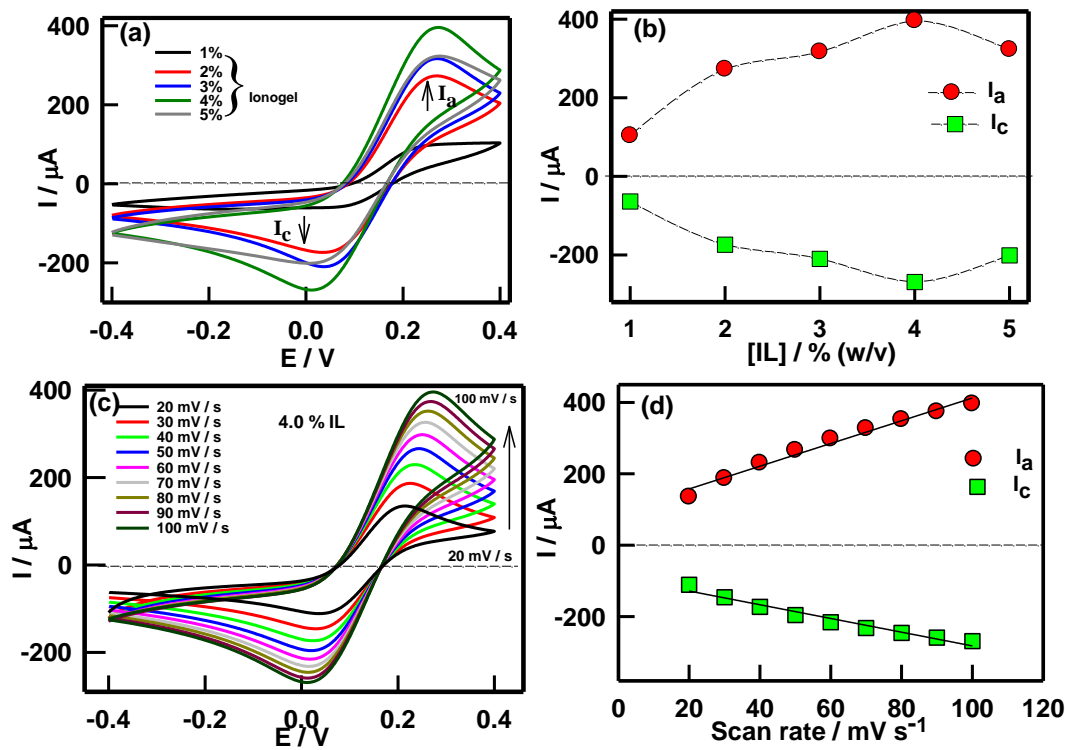 (a)
1%
2%
3%
4%
5%
Ionogel
Ia
Ic
400
200
0
-200
I / µA
-0.4 -0.2 0.0 0.2 0.4
E / V
(b)
Ia
Ic
400
200
0
-200
I / µA
1 2 3 4 5
[IL] / % (w/v)
(c)
20 mV / s
30 mV / s
40 mV / s
50 mV / s
60 mV / s
70 mV / s
80 mV / s
90 mV / s
100 mV / s
4.0 % IL
100 mV / s
20 mV / s
400
200
0
-200
I / µA
-0.4 -0.2 0.0 0.2 0.4
E / V
(d)
Ia
Ic
400
200
0
-200
I / µA
20 40 60 80 100 120
Scan rate / mV s⁻¹